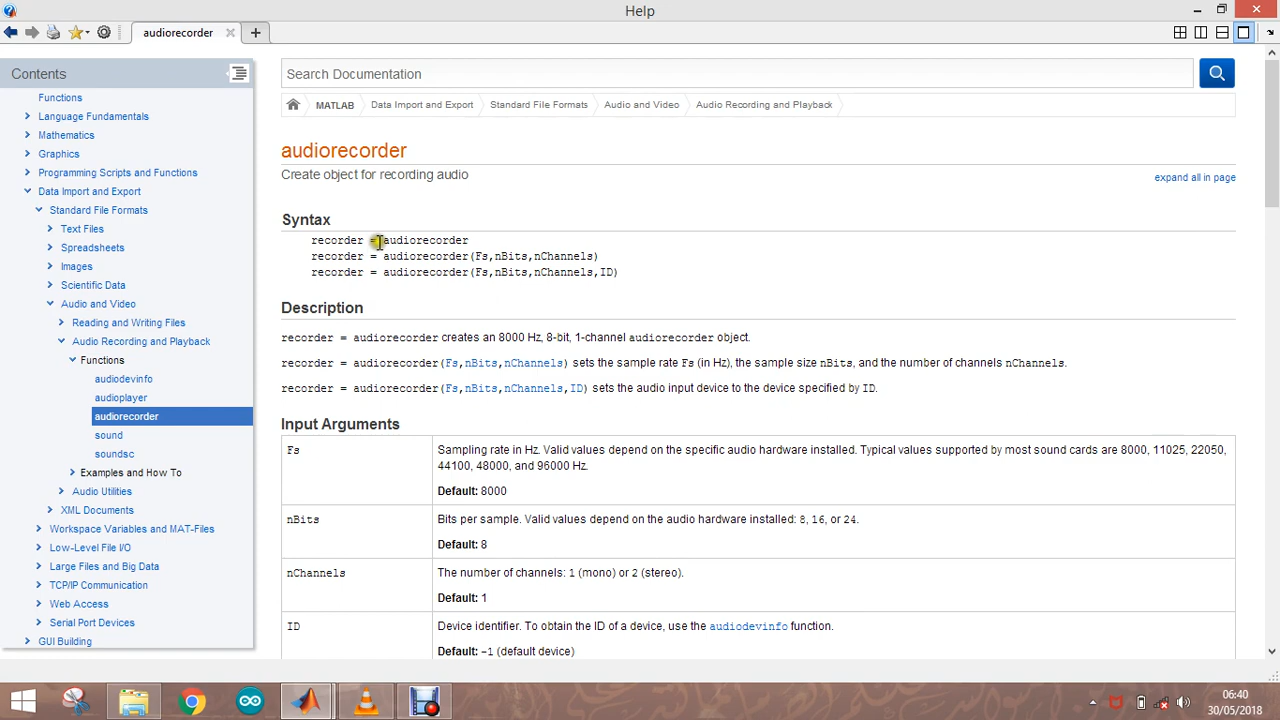 Help
audiorecorder
Contents
Functions
Language Fundamentals
Mathematics
Graphics
Programming Scripts and Functions
Data Import and Export
Standard File Formats
Text Files
Spreadsheets
Images
Scientific Data
Audio and Video
Reading and Writing Files
Audio Recording and Playback
Functions
audiodevinfo
audioplayer
audiorecorder
sound
soundsc
Examples and How To
Audio Utilities
XML Documents
Workspace Variables and MAT-Files
Low-Level File I/O
Large Files and Big Data
TCP/IP Communication
Web Access
Serial Port Devices
GUI Building
Search Documentation
MATLAB Data Import and Export Standard File Formats Audio and Video Audio Recording and Playback
audiorecorder
Create object for recording audio
expand all in page
Syntax
recorder = audiorecorder
recorder = audiorecorder(Fs,nBits,nChannels)
recorder = audiorecorder(Fs,nBits,nChannels,ID)
Description
recorder = audiorecorder creates an 8000 Hz, 8-bit, 1-channel audiorecorder object.
recorder = audiorecorder(Fs,nBits,nChannels) sets the sample rate Fs (in Hz), the sample size nBits, and the number of channels nChannels.
recorder = audiorecorder(Fs,nBits,nChannels,ID) sets the audio input device to the device specified by ID.
Input Arguments
Fs
Sampling rate in Hz. Valid values depend on the specific audio hardware installed. Typical values supported by most sound cards are 8000, 11025, 22050,
44100, 48000, and 96000 Hz.
Default: 8000
nBits
Bits per sample. Valid values depend on the audio hardware installed: 8, 16, or 24.
Default: 8
nChannels
The number of channels: 1 (mono) or 2 (stereo).
Default: 1
ID
Device identifier. To obtain the ID of a device, use the audiodevinfo function.
Default: -1 (default device)
06:40
30/05/2018